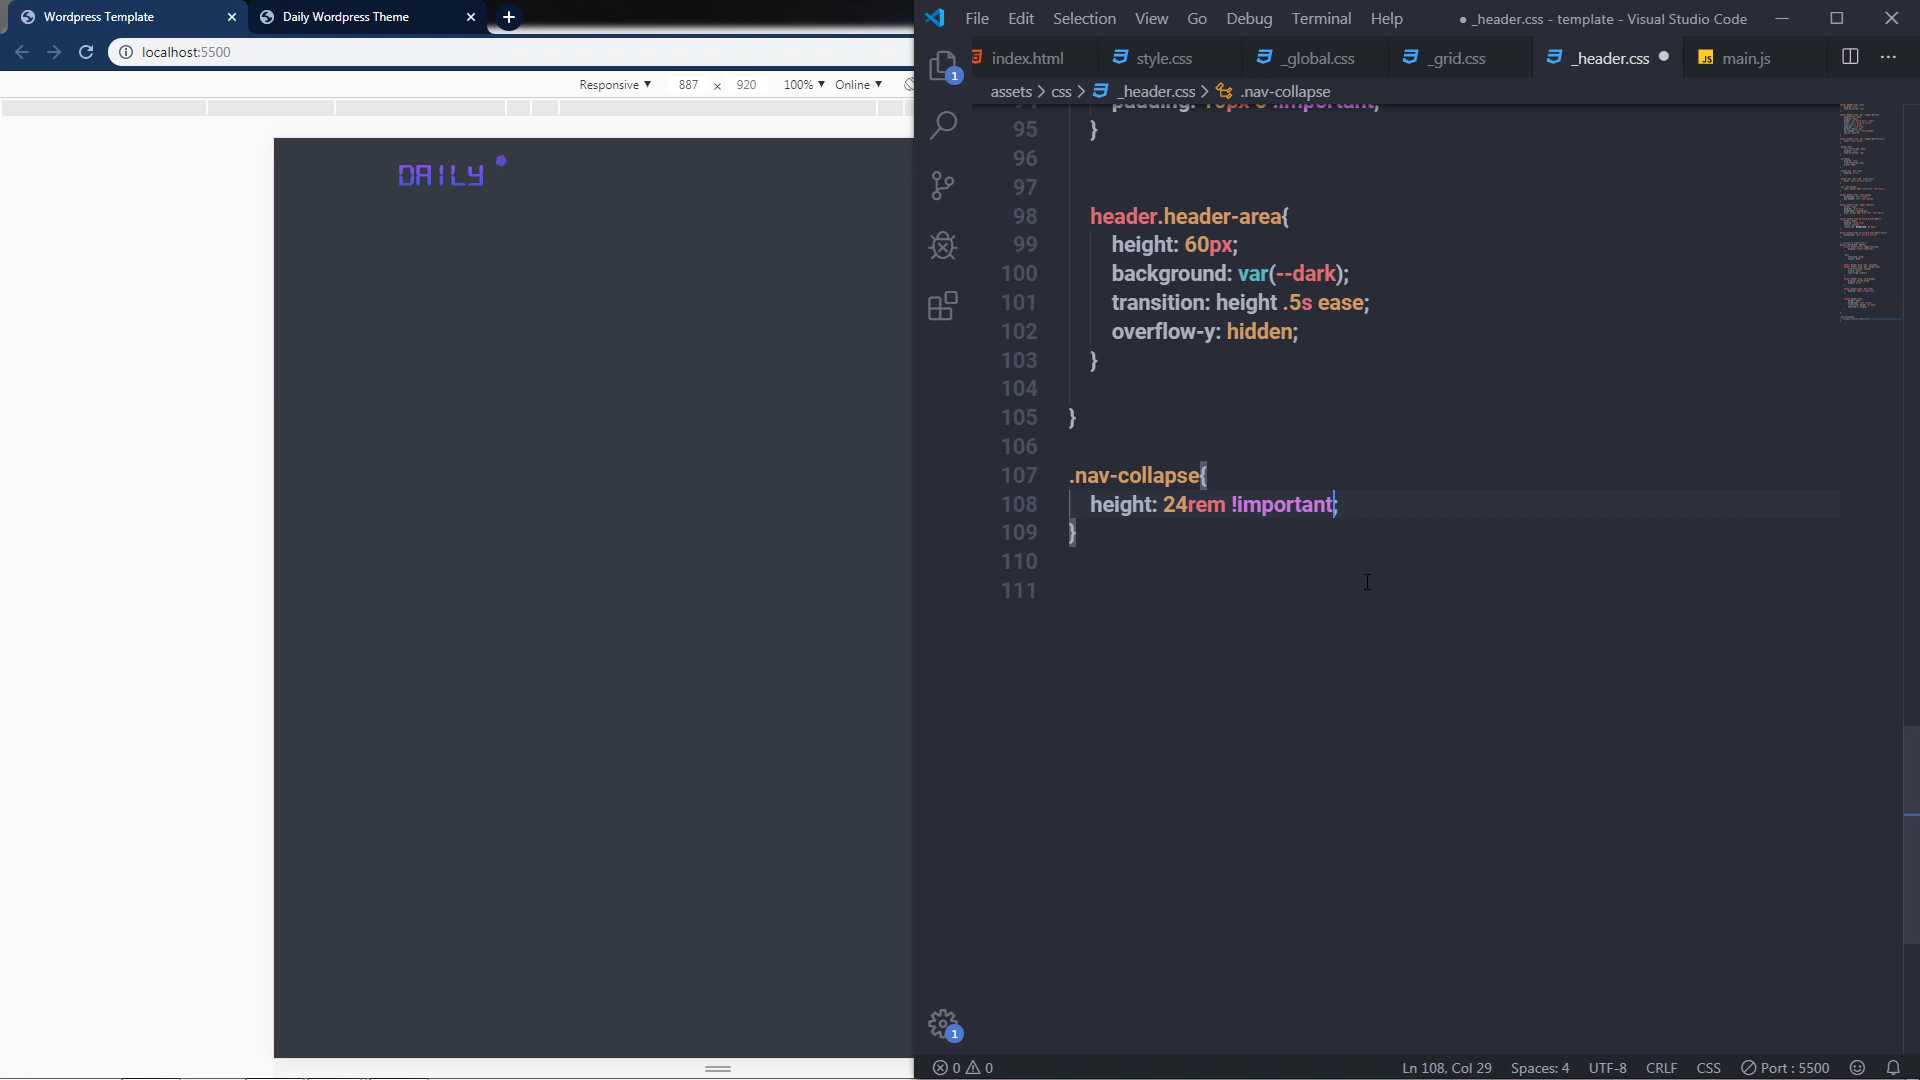 Wordpress Template
Daily Wordpress Theme
localhost:5500
Responsive 887 x 920 100% Online
DAILY
File Edit Selection View Go Debug Terminal Help
● _header.css - template - Visual Studio Code
index.html style.css _global.css _grid.css _header.css JS main.js
assets > css > _header.css > .nav-collapse
1
95 }
96
97
98 header.header-area{
99 height: 60px;
100 background: var(--dark);
101 transition: height .5s ease;
102 overflow-y: hidden;
103 }
104
105 }
106
107 .nav-collapse{
108 height: 24rem !important;
109 }
110
111
1
0 0 Ln 108, Col 29 Spaces: 4 UTF-8 CRLF CSS Port : 5500